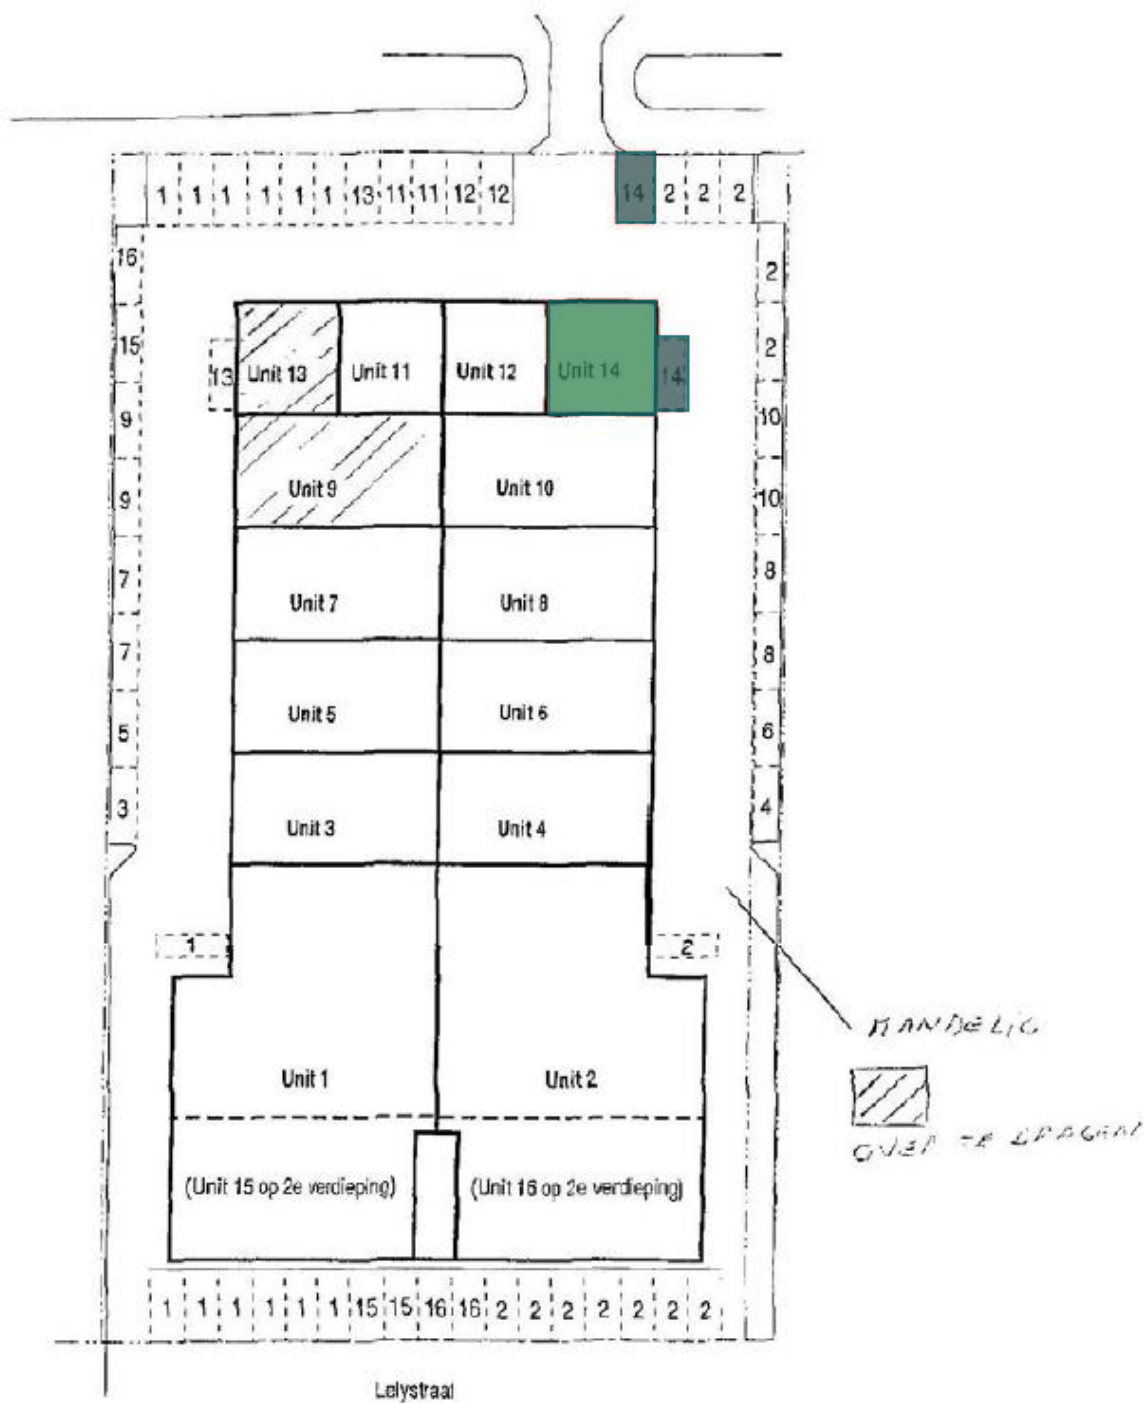 1 1 1 1 1 1 13 11 11 12 12 14 2 2 2
16 2
15 2
13 Unit 13 Unit 11 Unit 12 Unit 14 14
9 10
9 Unit 9 Unit 10 10
7 Unit 7 Unit 8 8
7 8
5 Unit 5 Unit 6 6
3 Unit 3 Unit 4 4
1 2
MANDELIG
Unit 1 Unit 2
OVER TE DRAGEN
(Unit 15 op 2e verdieping) (Unit 16 op 2e verdieping)
1 1 1 1 1 1 15 15 16 16 2 2 2 2 2 2 2
Lelystraat